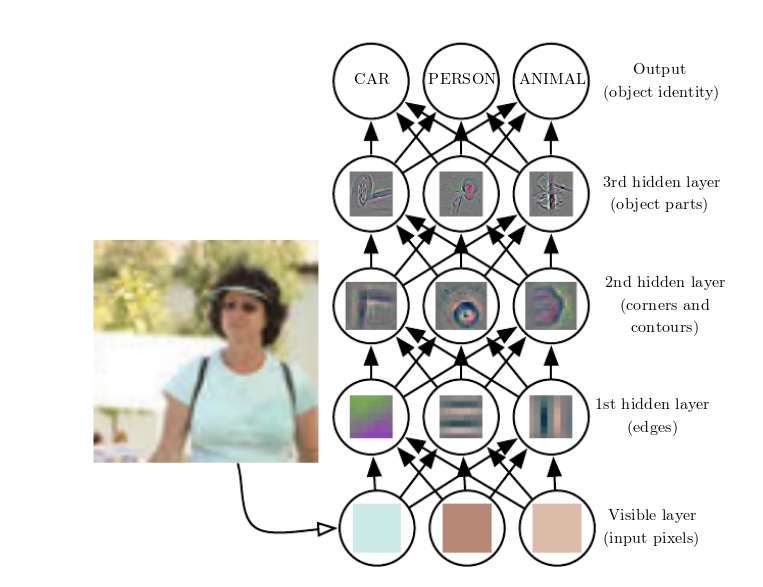 CAR
PERSON
ANIMAL
Output
(object identity)
3rd hidden layer
(object parts)
2nd hidden layer
(corners and
contours)
1st hidden layer
(edges)
Visible layer
(input pixels)